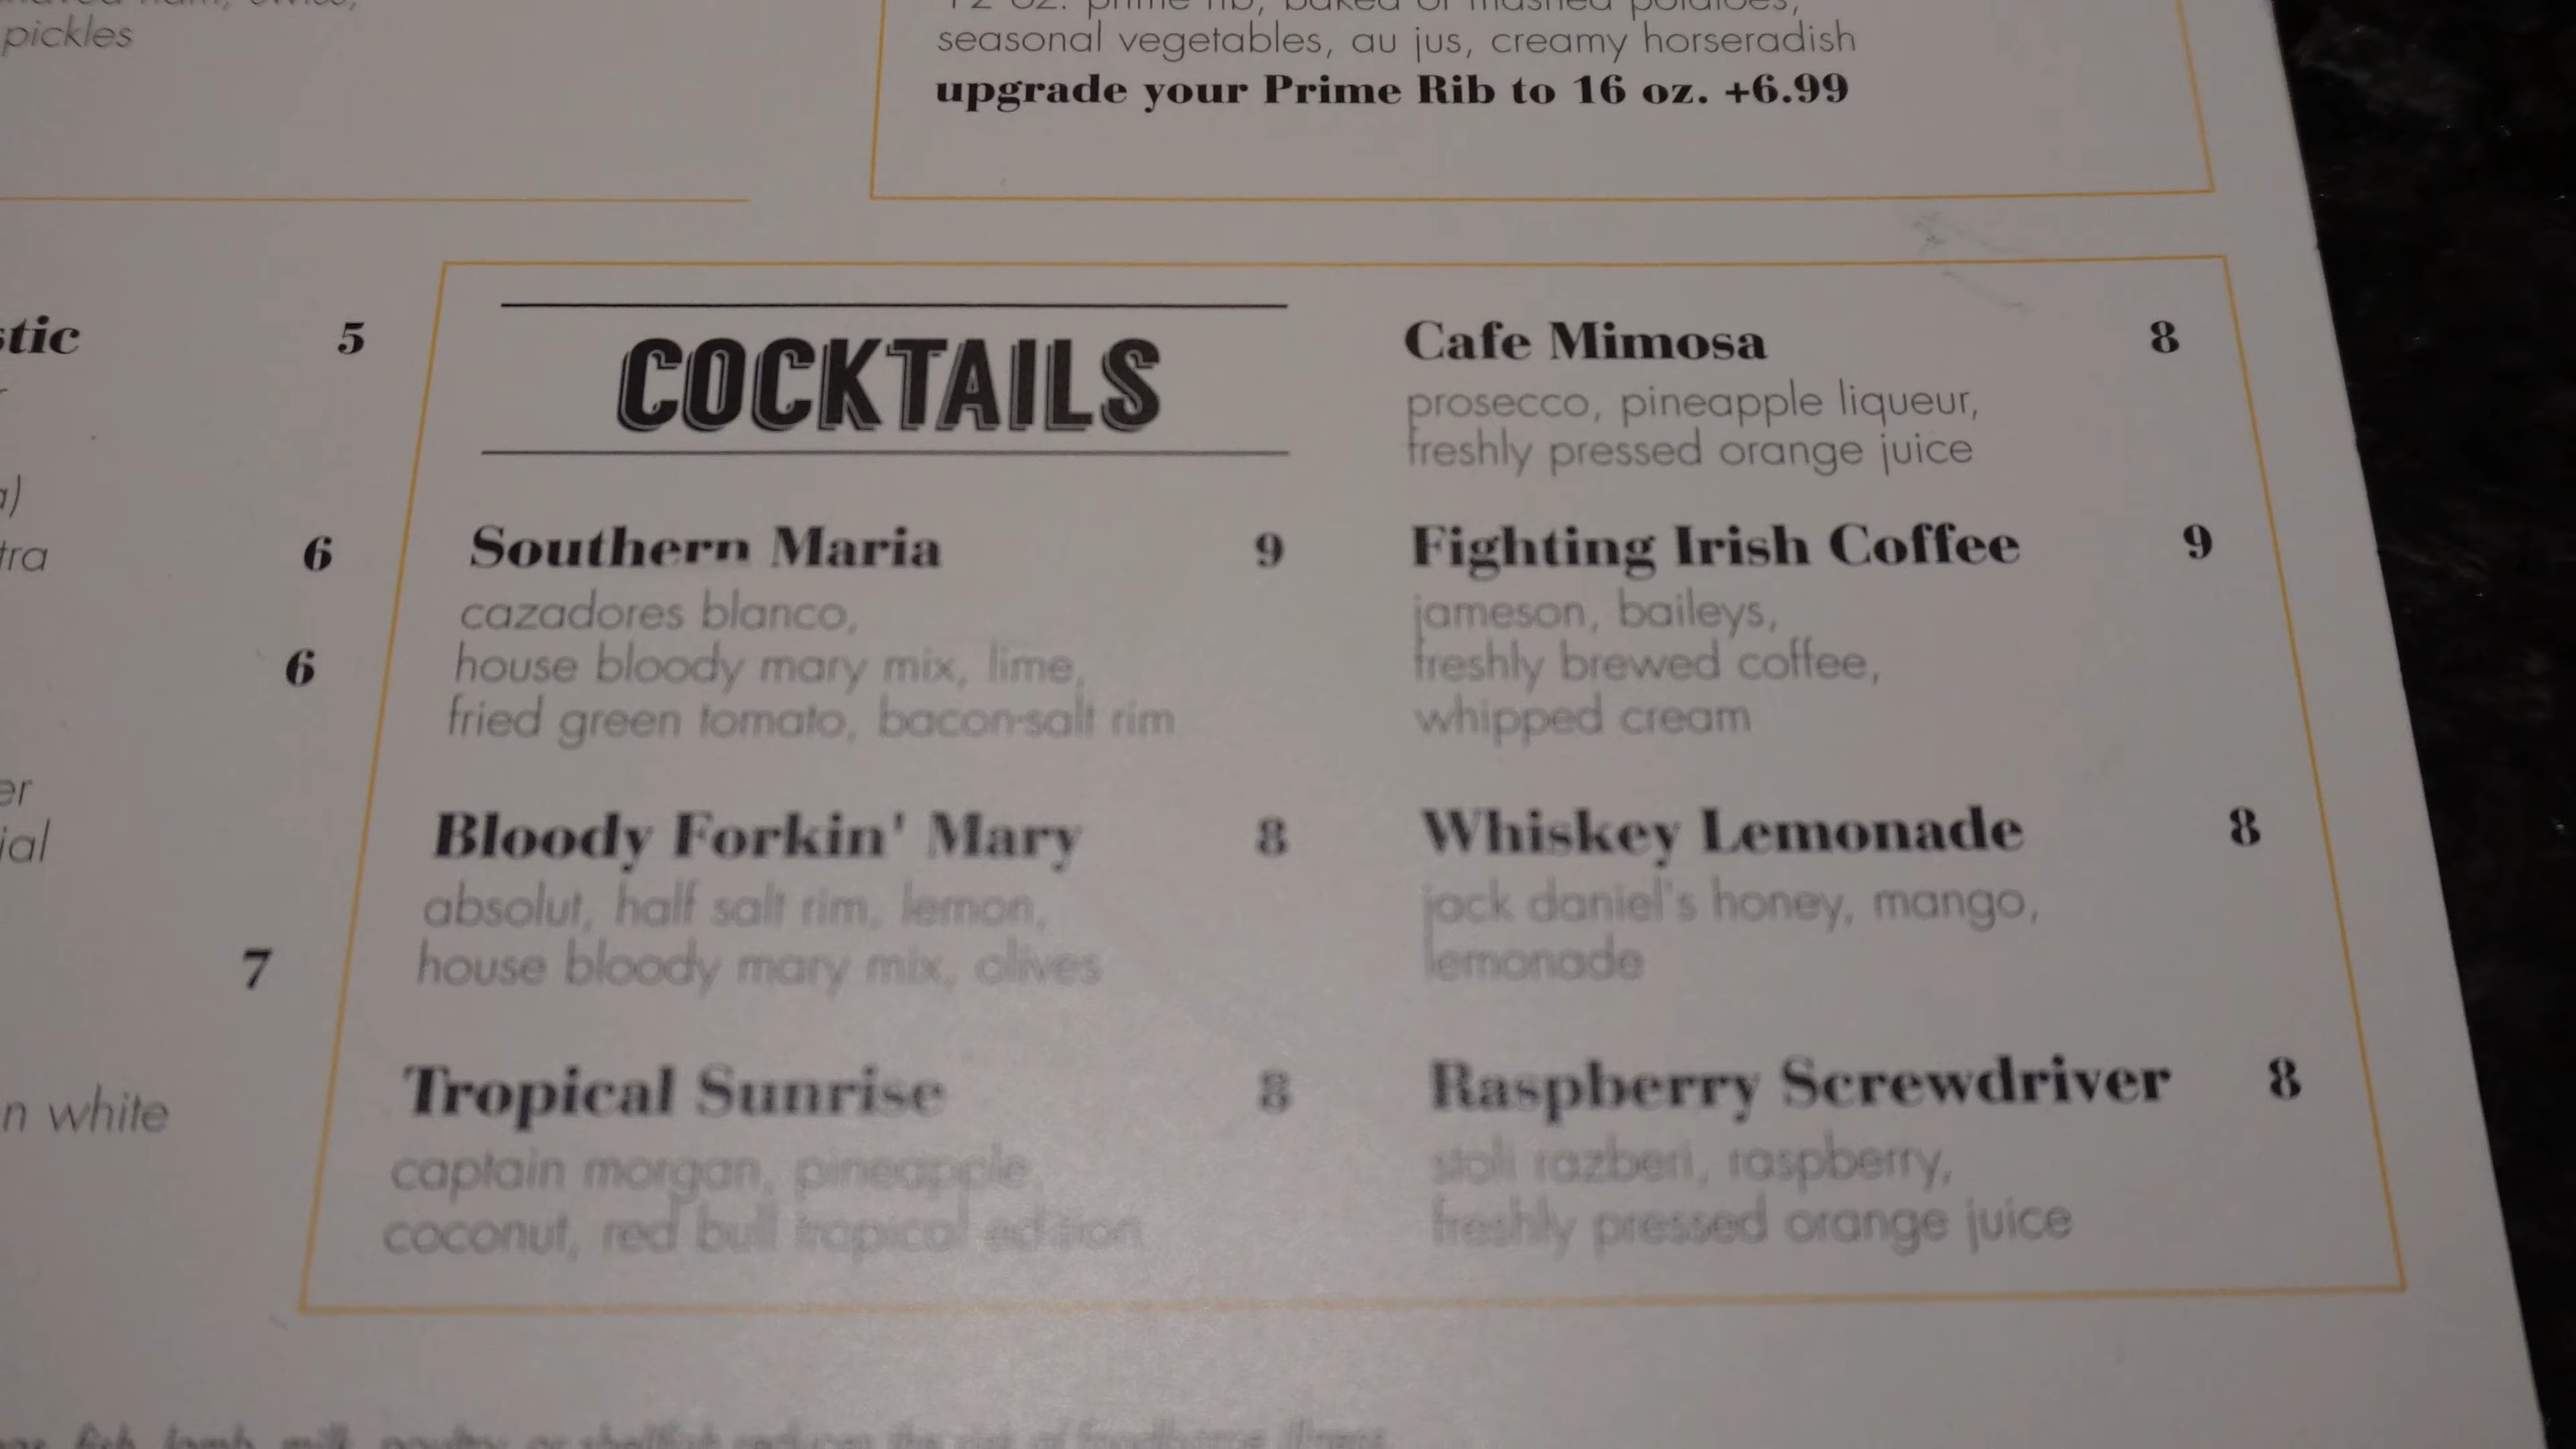 pickles
seasonal vegetables, au jus, creamy horseradish
upgrade your Prime Rib to 16 oz. +6.99
5
6
6
er
ial
7
n white
COCKTAILS
Southern Maria 9
cazadores blanco,
house bloody mary mix, lime,
fried green tomato, bacon-salt rim
Bloody Forkin' Mary 8
absolut, half salt rim, lemon,
house bloody mary mix, olives
Tropical Sunrise 8
captain morgan, pineapple,
coconut, red bull tropical edition
Cafe Mimosa 8
prosecco, pineapple liqueur,
freshly pressed orange juice
Fighting Irish Coffee 9
jameson, baileys,
freshly brewed coffee,
whipped cream
Whiskey Lemonade 8
jack daniel's honey, mango,
lemonade
Raspberry Screwdriver 8
stoli razberi, raspberry,
freshly pressed orange juice